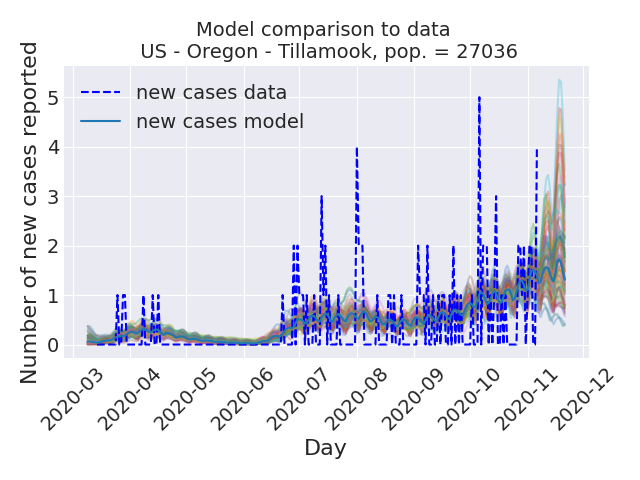 Model comparison to data
US - Oregon - Tillamook, pop. = 27036
Number of new cases reported
5
4
3
2
1
0
new cases data
new cases model
2020-03
2020-04
2020-05
2020-06
2020-07
2020-08
2020-09
2020-10
2020-11
2020-12
Day